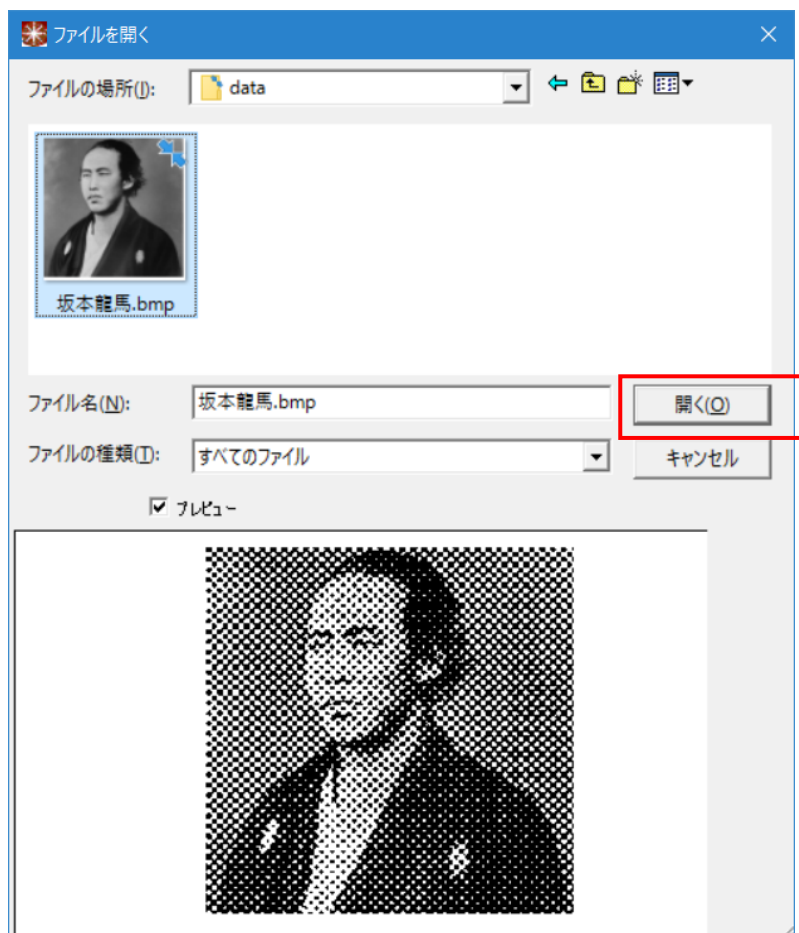 ファイルを開く
ファイルの場所(I):
data
坂本龍馬.bmp
ファイル名(N):
坂本龍馬.bmp
開く(O)
ファイルの種類(T):
すべてのファイル
キャンセル
プレビュー